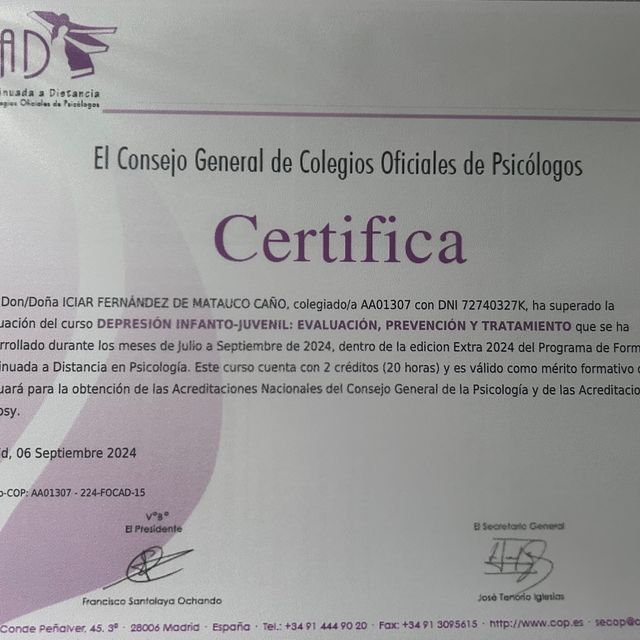 AD
inuada a Distancia
egios Oficiales de Psicólogos
El Consejo General de Colegios Oficiales de Psicólogos
Certifica
Don/Doña ICIAR FERNÁNDEZ DE MATAUCO CAÑO, colegiado/a AA01307 con DNI 72740327K, ha superado la
uación del curso DEPRESIÓN INFANTO-JUVENIL: EVALUACIÓN, PREVENCIÓN Y TRATAMIENTO que se ha
rrollado durante los meses de Julio a Septiembre de 2024, dentro de la edicion Extra 2024 del Programa de Form
inuada a Distancia en Psicología. Este curso cuenta con 2 créditos (20 horas) y es válido como mérito formativo
uará para la obtención de las Acreditaciones Nacionales del Consejo General de la Psicología y de las Acreditacio
osy.
d, 06 Septiembre 2024
o-COP: AA01307 - 224-FOCAD-15
VºBº
El Presidente
El Secretario General
Francisco Santolaya Ochando
José Tenorio Iglesias
Conde Peñalver, 45, 3º · 28006 Madrid · España · Tel.: +34 91 444 90 20 · Fax: +34 91 3095615 · http://www.cop.es · secop@